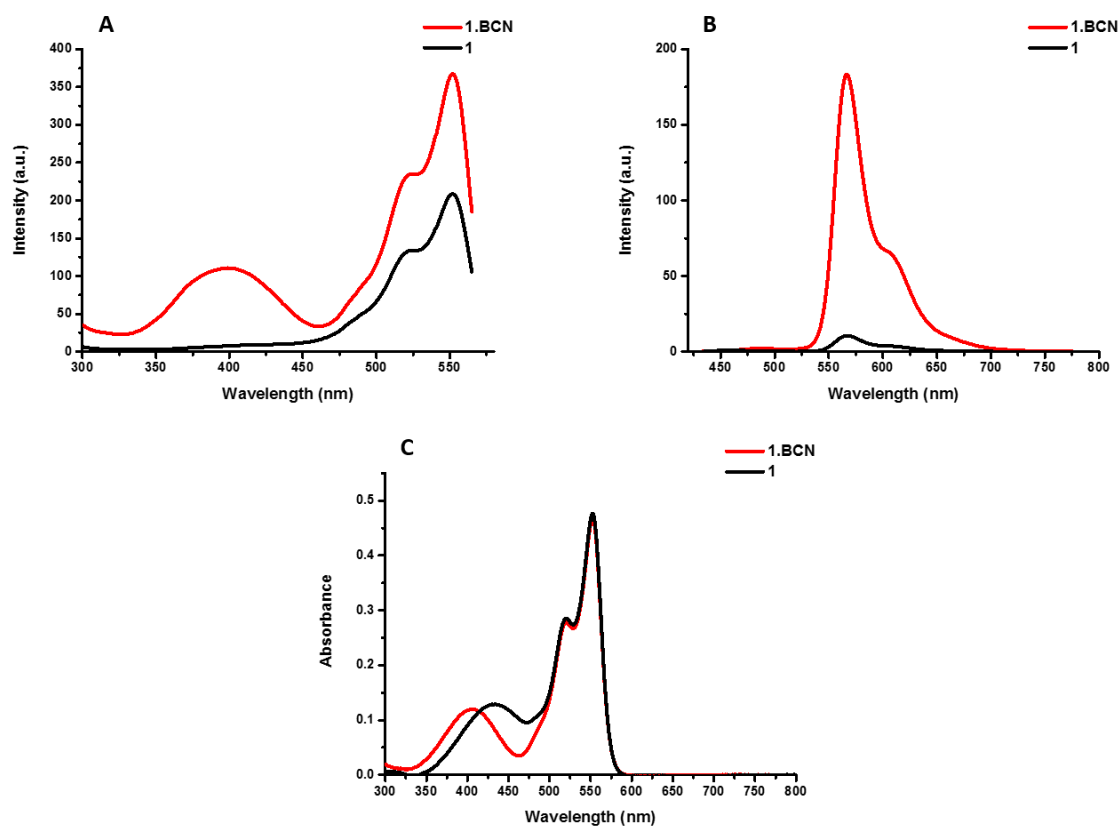 A
1.BCN
1
400
350
300
250
200
150
100
50
0
Intensity (a.u.)
300 350 400 450 500 550
Wavelength (nm)
B
1.BCN
1
200
150
100
50
0
Intensity (a.u.)
450 500 550 600 650 700 750 800
Wavelength (nm)
C
1.BCN
1
0.5
0.4
0.3
0.2
0.1
0.0
Absorbance
300 350 400 450 500 550 600 650 700 750 800
Wavelength (nm)